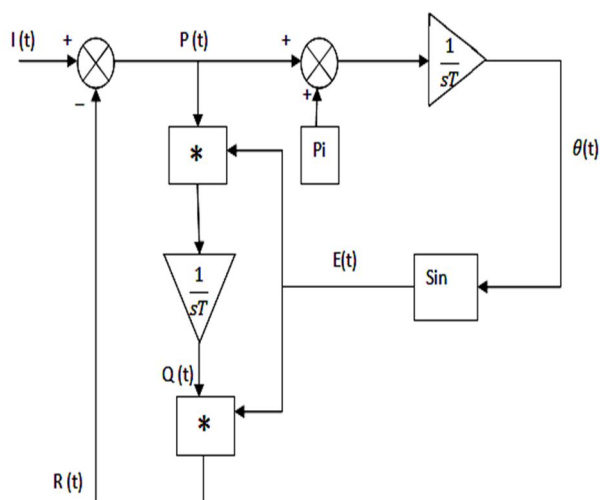 I (t)
+
P (t)
+
1
sT
−
+
*
Pi
θ(t)
E(t)
Sin
1
sT
Q (t)
*
R (t)